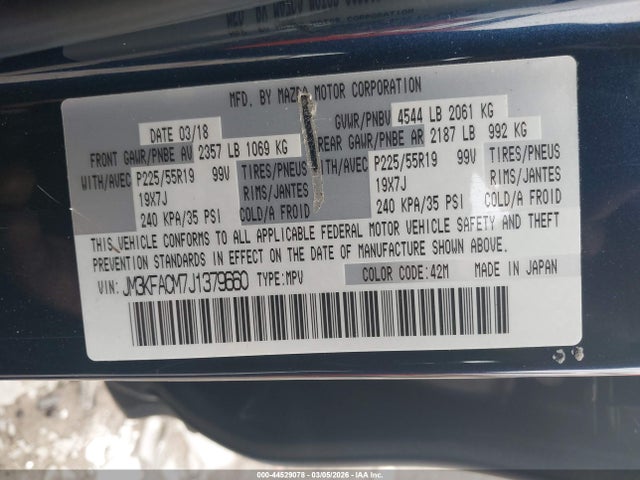 MFD. BY MAZDA MOTOR CORPORATION
DATE 03/18 GVWR/PNBV 4544 LB 2061 KG
FRONT GAWR/PNBE AV 2357 LB 1069 KG REAR GAWR/PNBE AR 2187 LB 992 KG
WITH/AVEC P225/55R19 99V TIRES/PNEUS WITH/AVEC P225/55R19 99V TIRES/PNEUS
19X7J RIMS/JANTES 19X7J RIMS/JANTES
240 KPA/35 PSI COLD/A FROID 240 KPA/35 PSI COLD/A FROID
THIS VEHICLE CONFORMS TO ALL APPLICABLE FEDERAL MOTOR VEHICLE SAFETY AND THEFT
PREVENTION STANDARDS IN EFFECT ON THE DATE OF MANUFACTURE SHOWN ABOVE.
VIN: JM3KFACM7J1379660 TYPE:MPV COLOR CODE:42M MADE IN JAPAN
000-44529078 - 03/05/2026 - IAA Inc.